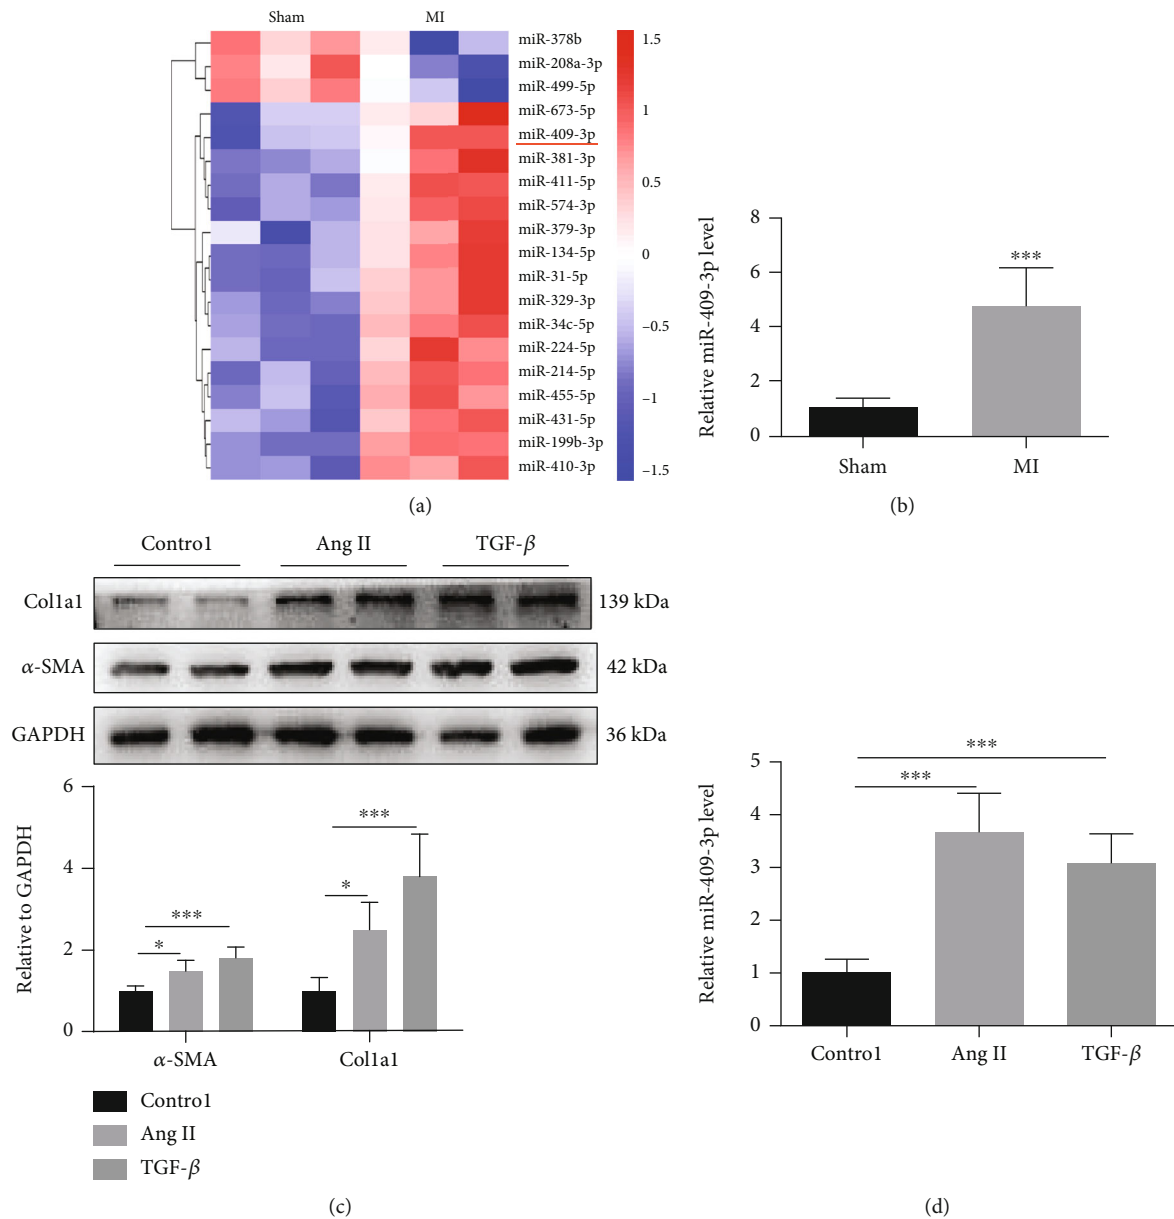 Sham MI
miR-378b
miR-208a-3p
miR-499-5p
miR-673-5p
miR-409-3p
miR-381-3p
miR-411-5p
miR-574-3p
miR-379-3p
miR-134-5p
miR-31-5p
miR-329-3p
miR-34c-5p
miR-224-5p
miR-214-5p
miR-455-5p
miR-431-5p
miR-199b-3p
miR-410-3p
1.5
1
0.5
0
−0.5
−1
−1.5
(a)
Relative miR-409-3p level
8
6
4
2
0
***
Sham MI
(b)
Contro1 Ang II TGF-β
Col1a1 139 kDa
α-SMA 42 kDa
GAPDH 36 kDa
Relative to GAPDH
6
4
2
0
***
*
***
*
α-SMA Col1a1
Contro1
Ang II
TGF-β
(c)
Relative miR-409-3p level
5
4
3
2
1
0
***
***
Contro1 Ang II TGF-β
(d)